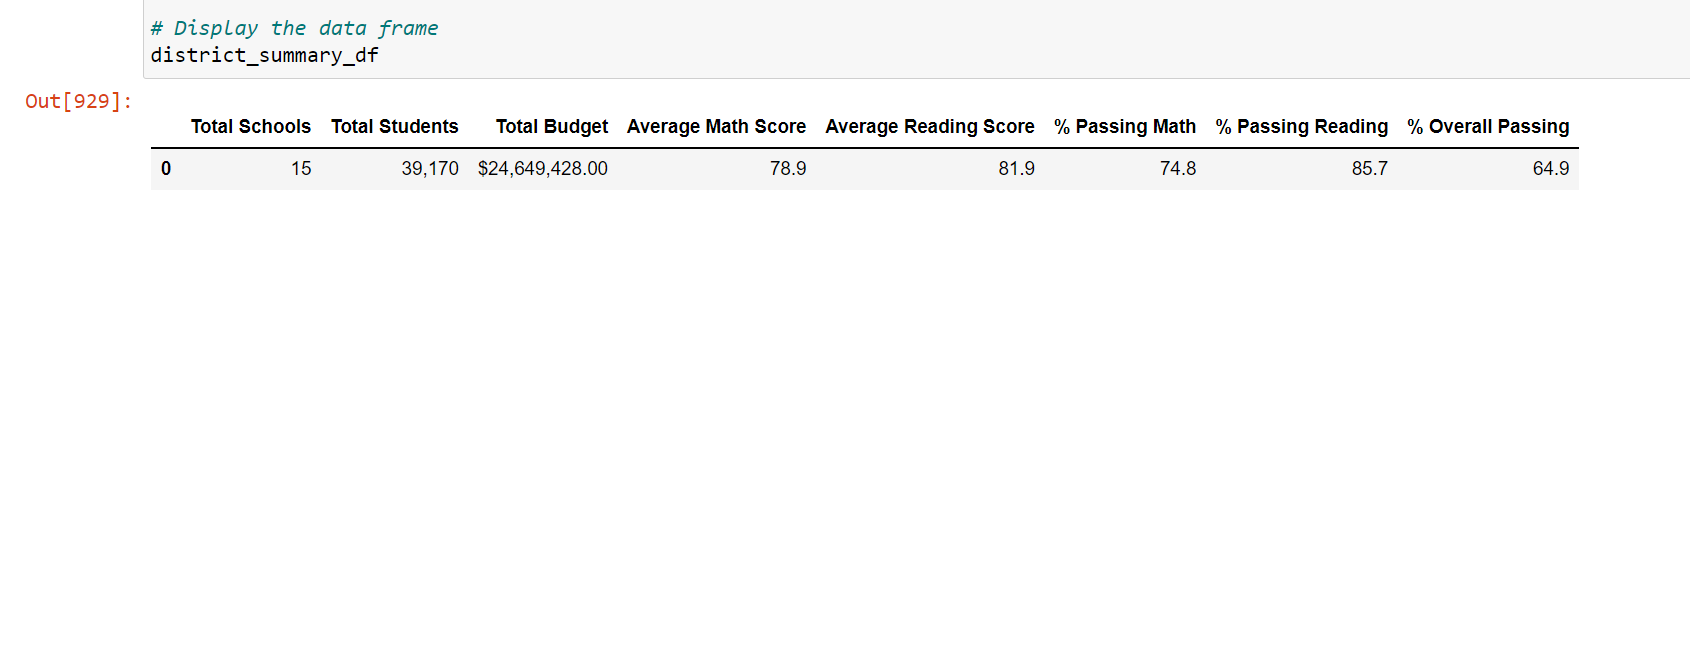 # Display the data frame
district_summary_df
Out[929]:
Total Schools Total Students Total Budget Average Math Score Average Reading Score % Passing Math % Passing Reading % Overall Passing
0 15 39,170 $24,649,428.00 78.9 81.9 74.8 85.7 64.9